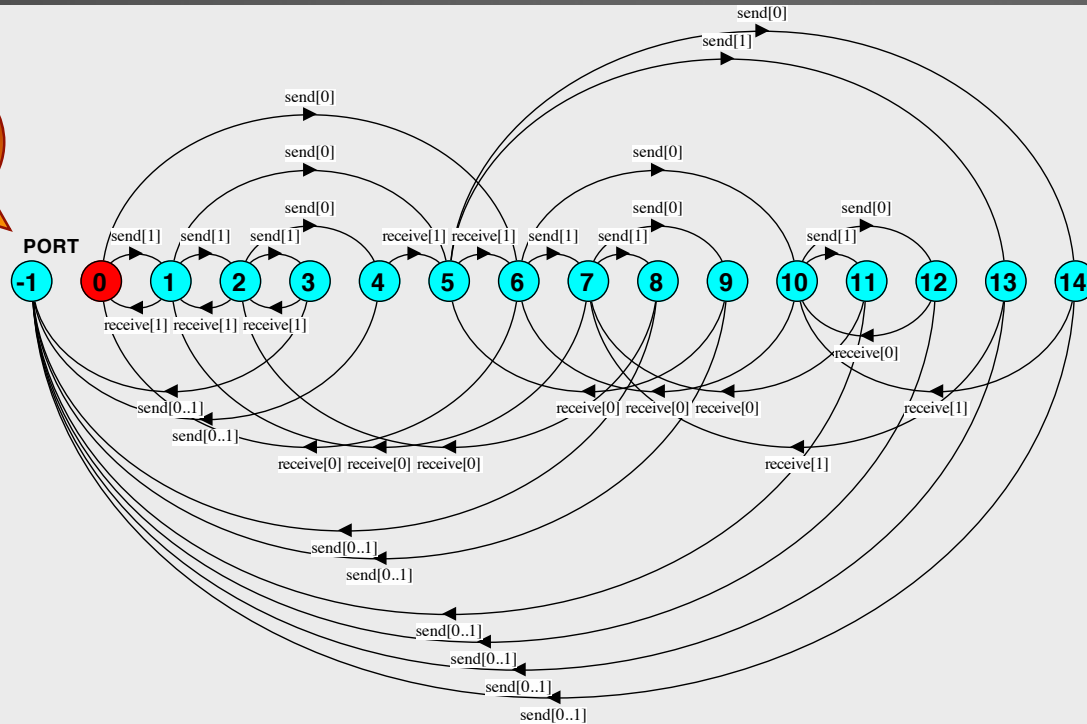 send[0]
send[1]
send[0]
send[0] send[0]
send[0] send[0] send[0]
send[1] send[1] send[1] receive[1] receive[1] send[1] send[1] send[1]
PORT
-1 0 1 2 3 4 5 6 7 8 9 10 11 12 13 14
receive[1] receive[1] receive[1]
receive[0]
send[0..1] receive[0] receive[0] receive[0] receive[1]
send[0..1]
receive[0] receive[0] receive[0] receive[1]
send[0..1]
send[0..1]
send[0..1]
send[0..1]
send[0..1]
send[0..1]